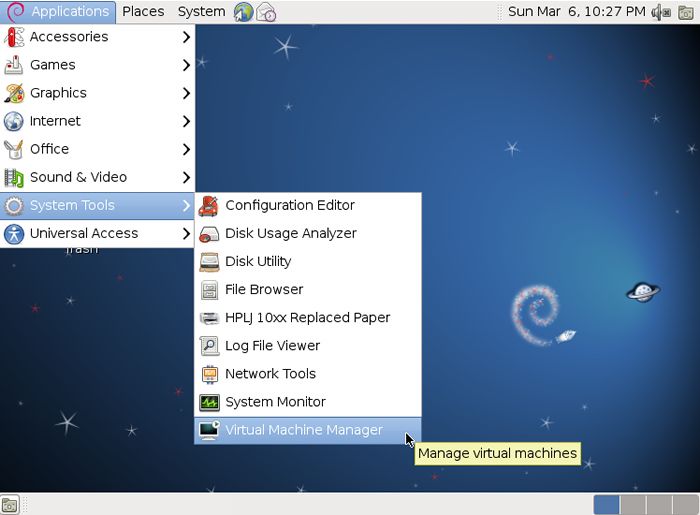 Applications Places System Sun Mar 6, 10:27 PM
Accessories
Games
Graphics
Internet
Office
Sound & Video
System Tools
Universal Access
Trash
Configuration Editor
Disk Usage Analyzer
Disk Utility
File Browser
HPLJ 10xx Replaced Paper
Log File Viewer
Network Tools
System Monitor
Virtual Machine Manager
Manage virtual machines